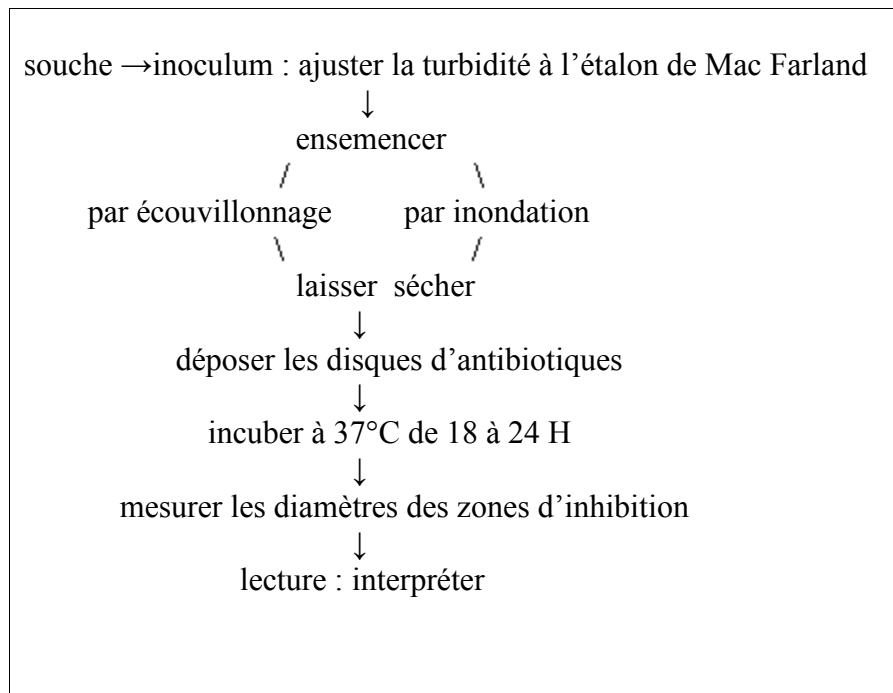 souche →inoculum : ajuster la turbidité à l’étalon de Mac Farland
↓
ensemencer
/ \
par écouvillonnage par inondation
\ /
laisser sécher
↓
déposer les disques d’antibiotiques
↓
incuber à 37°C de 18 à 24 H
↓
mesurer les diamètres des zones d’inhibition
↓
lecture : interpréter